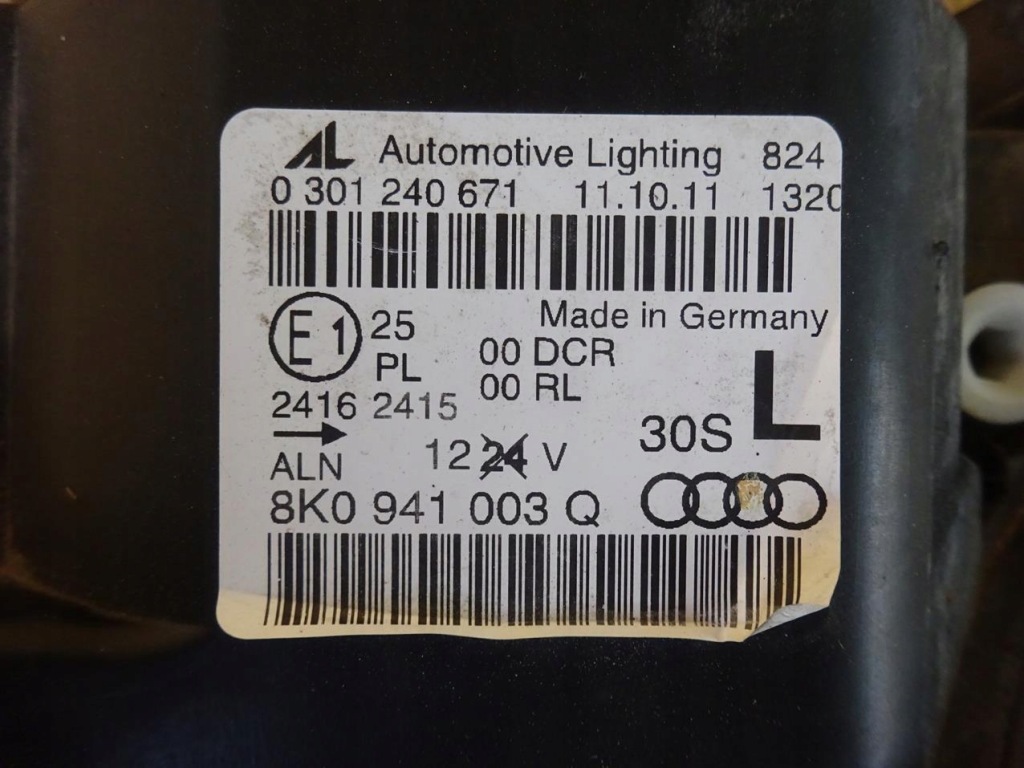 AL Automotive Lighting 824
0 301 240 671 11.10.11 1320
Made in Germany
E1 25 00 DCR
PL 00 RL
L
2416 2415
30S
12 24 V
ALN
8K0 941 003 Q